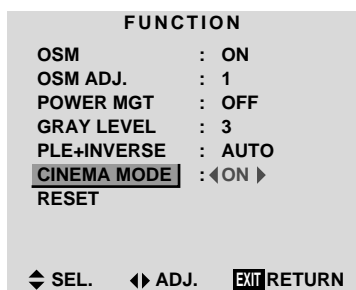 FUNCTION
OSM : ON
OSM ADJ. : 1
POWER MGT : OFF
GRAY LEVEL : 3
PLE+INVERSE : AUTO
CINEMA MODE : ON
RESET
SEL. ADJ. EXIT RETURN